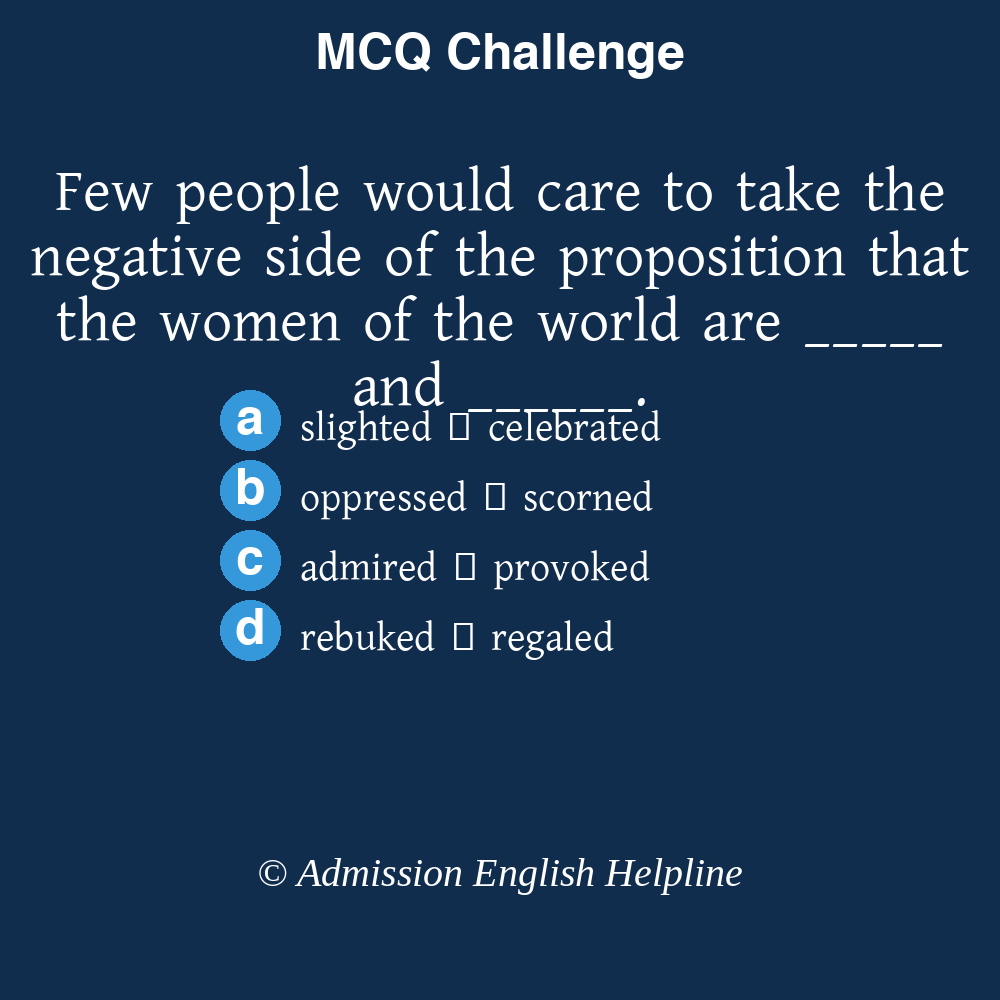 MCQ Challenge
Few people would care to take the
negative side of the proposition that
the women of the world are _____
and ______.
a slighted □ celebrated
b oppressed □ scorned
c admired □ provoked
d rebuked □ regaled
© Admission English Helpline